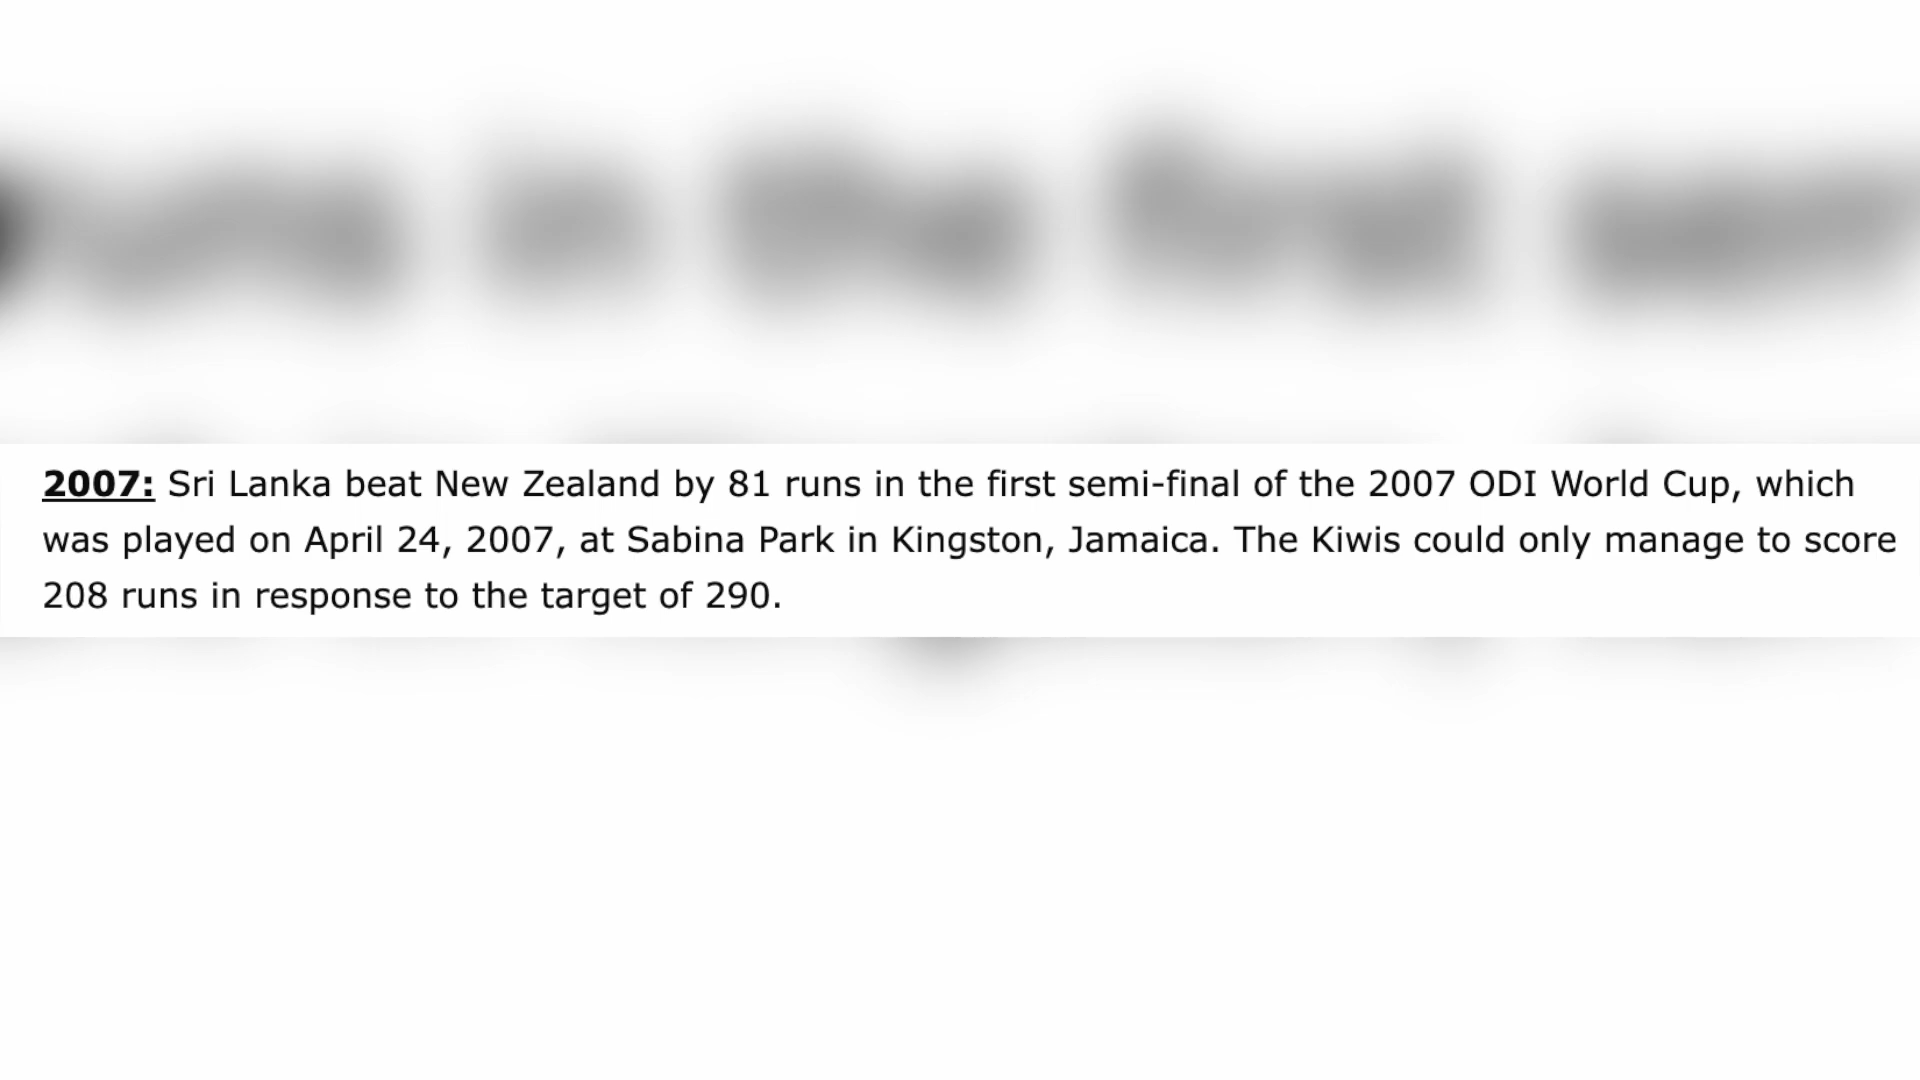 2007: Sri Lanka beat New Zealand by 81 runs in the first semi-final of the 2007 ODI World Cup, which
was played on April 24, 2007, at Sabina Park in Kingston, Jamaica. The Kiwis could only manage to score
208 runs in response to the target of 290.